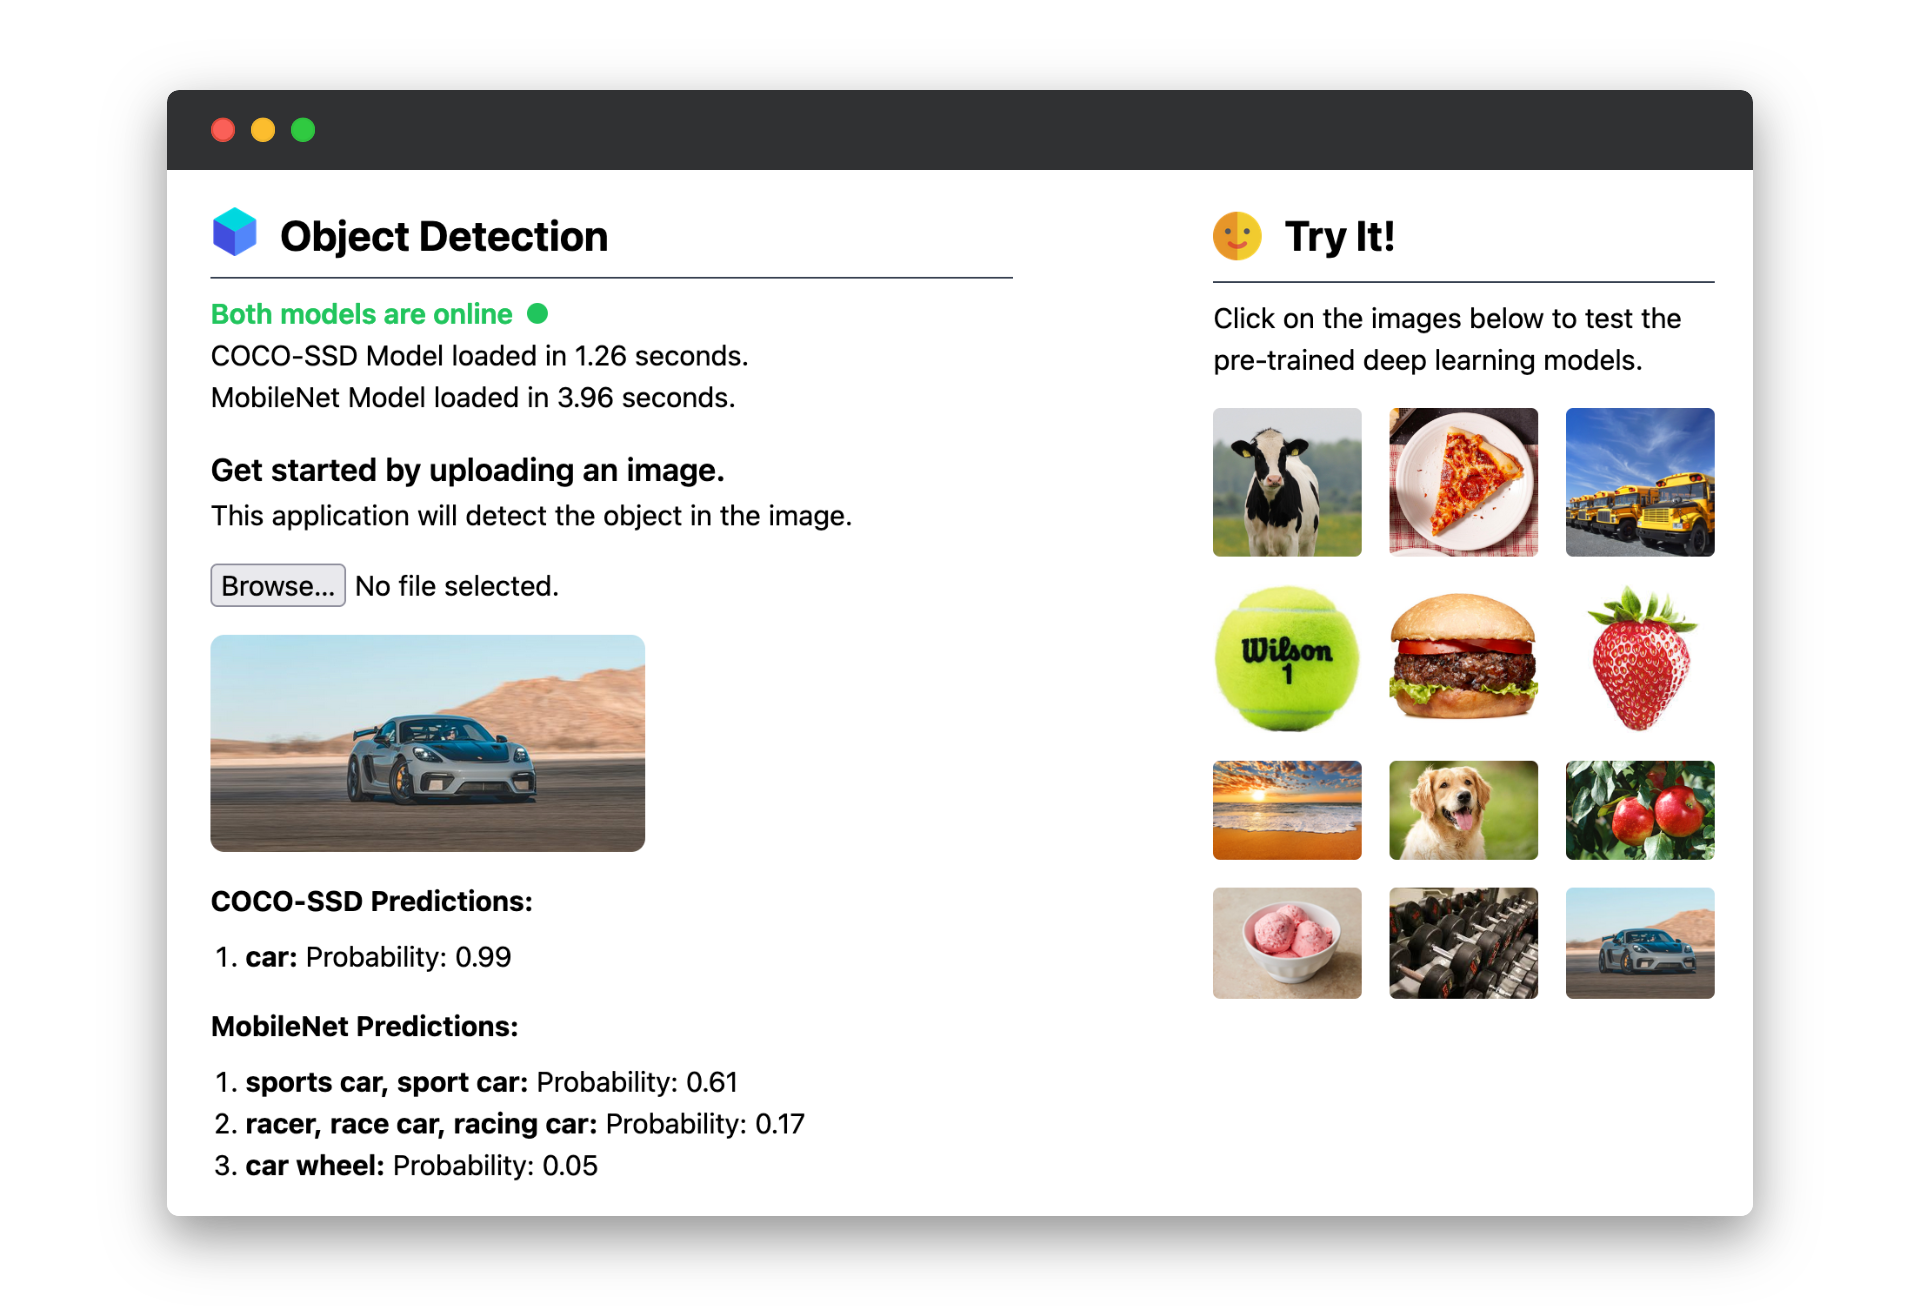 Object Detection
Both models are online
COCO-SSD Model loaded in 1.26 seconds.
MobileNet Model loaded in 3.96 seconds.
Get started by uploading an image.
This application will detect the object in the image.
Browse... No file selected.
COCO-SSD Predictions:
1. car: Probability: 0.99
MobileNet Predictions:
1. sports car, sport car: Probability: 0.61
2. racer, race car, racing car: Probability: 0.17
3. car wheel: Probability: 0.05
Try It!
Click on the images below to test the
pre-trained deep learning models.
Wilson
1